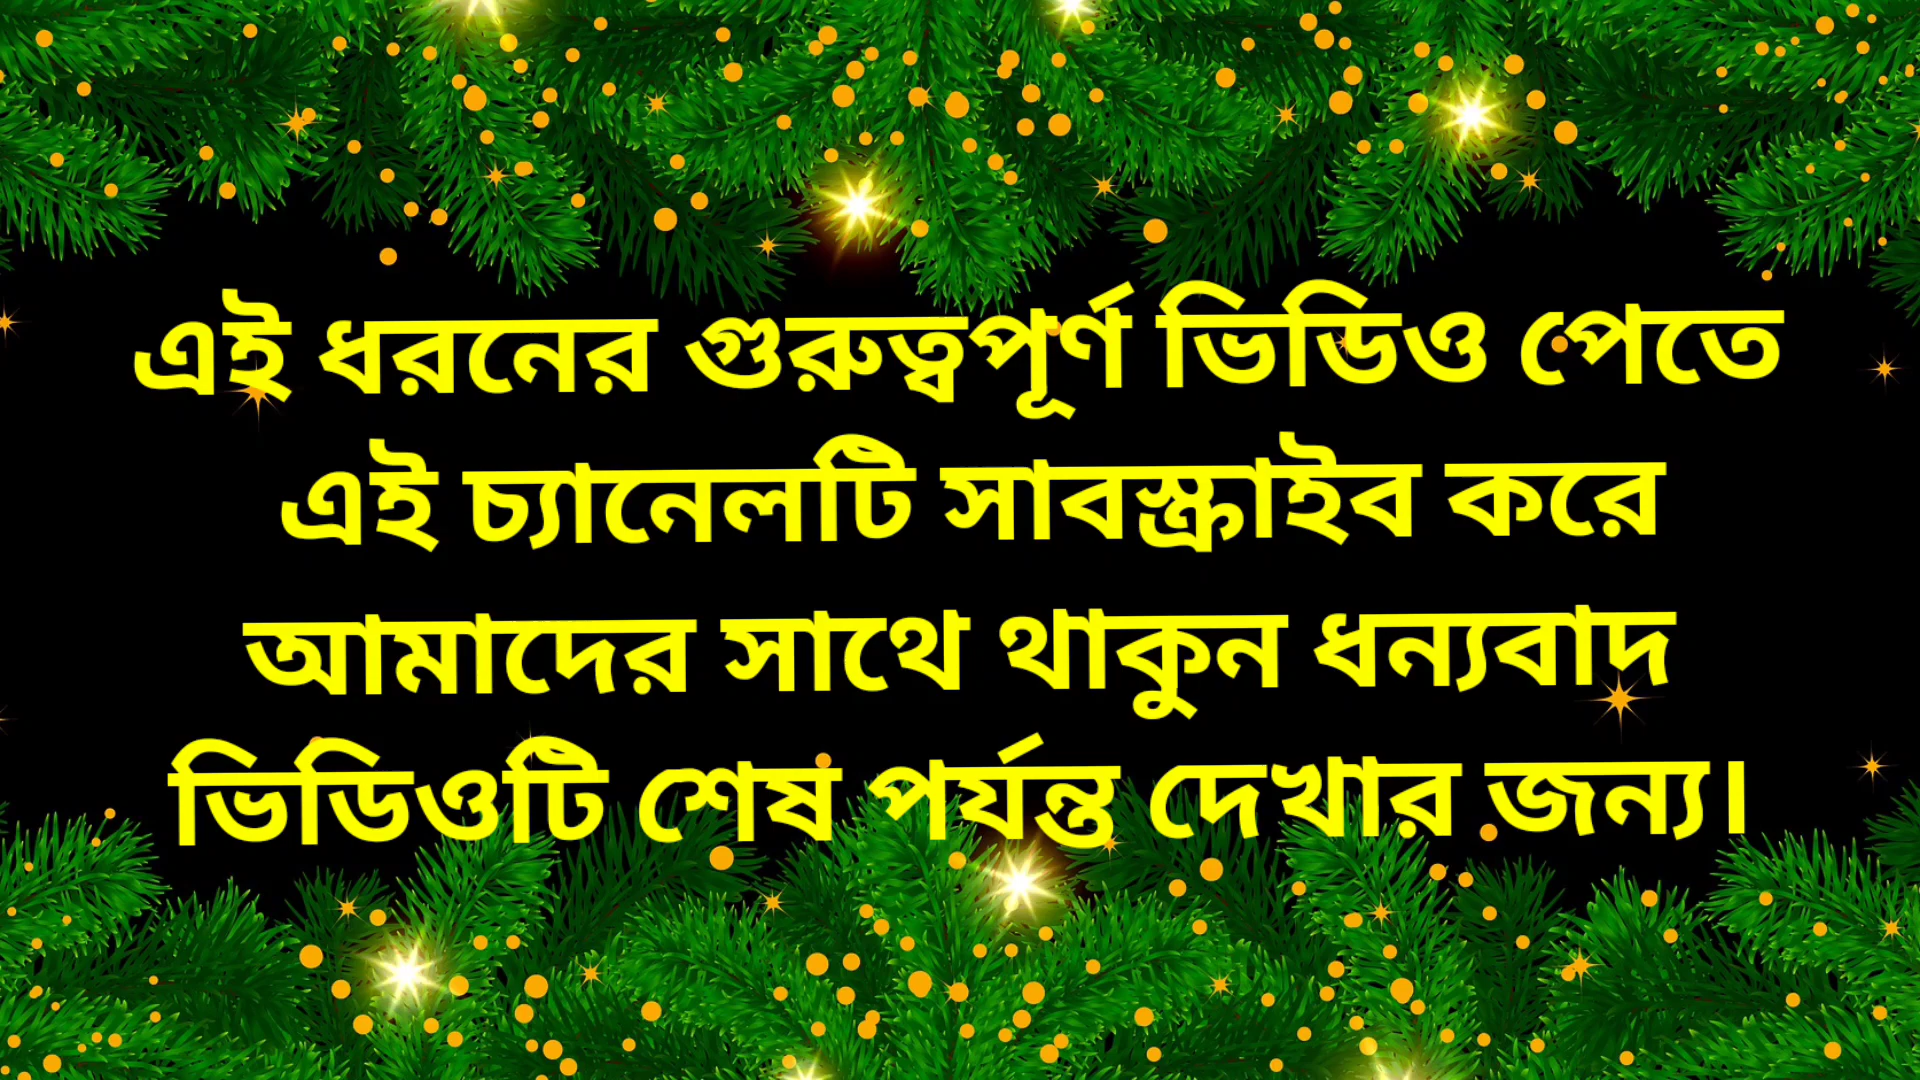 এই ধরনের গুরুত্বপূর্ণ ভিডিও পেতে
এই চ্যানেলটি সাবস্ক্রাইব করে
আমাদের সাথে থাকুন ধন্যবাদ
ভিডিওটি শেষ পর্যন্ত দেখার জন্য।